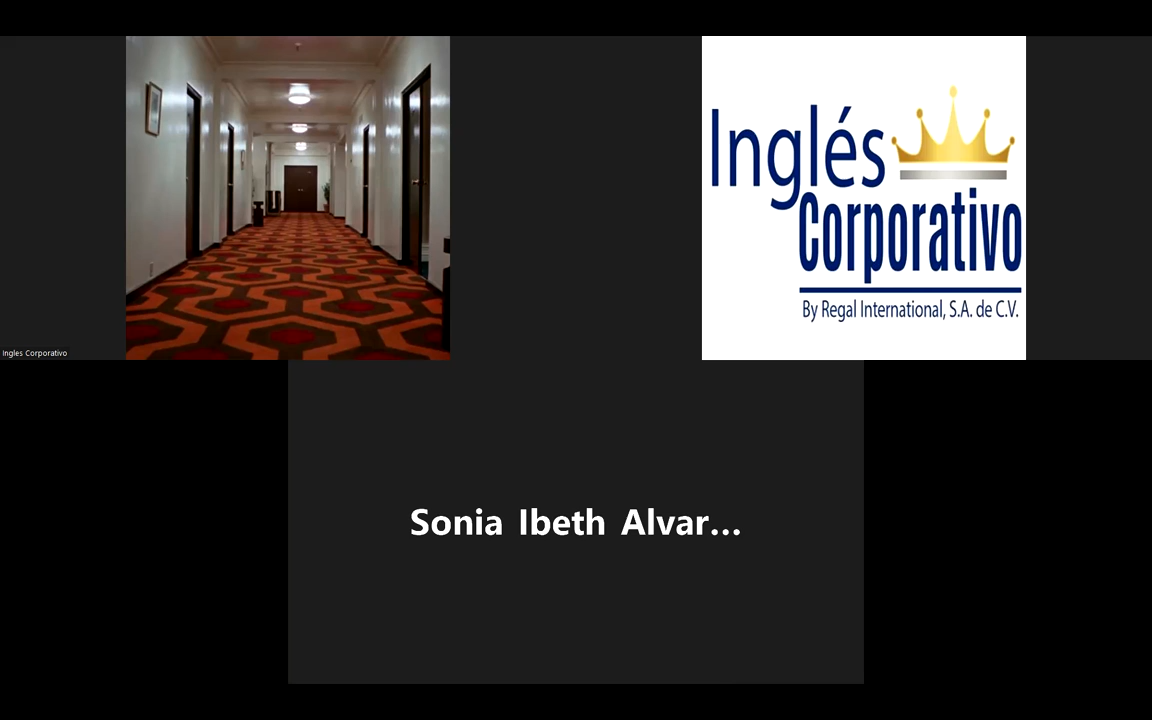 Ingles Corporativo
Inglés
Corporativo
By Regal International, S.A. de C.V.
Sonia Ibeth Alvar...